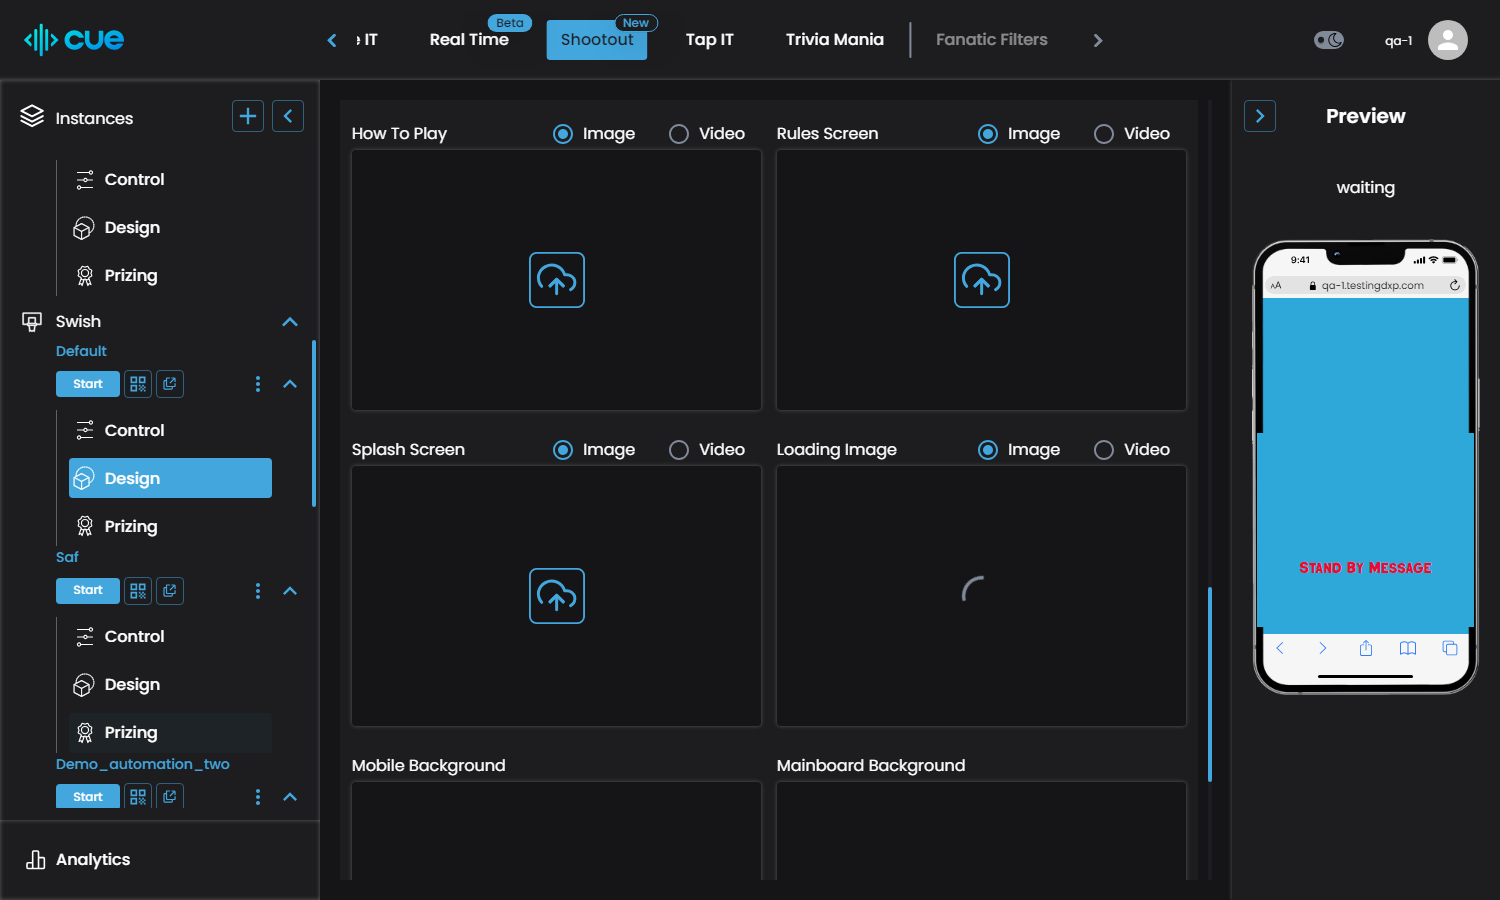 cue
IT
Real Time
Beta
Shootout
New
Tap IT
Trivia Mania
Fanatic Filters
qa-1
Instances
Control
Design
Prizing
Swish
Default
Start
Control
Design
Prizing
Saf
Start
Control
Design
Prizing
Demo_automation_two
Start
Analytics
How To Play
Image
Video
Rules Screen
Image
Video
Splash Screen
Image
Video
Loading Image
Image
Video
Mobile Background
Mainboard Background
Preview
waiting
9:41
AA
qa-1.testingdxp.com
Stand By Message